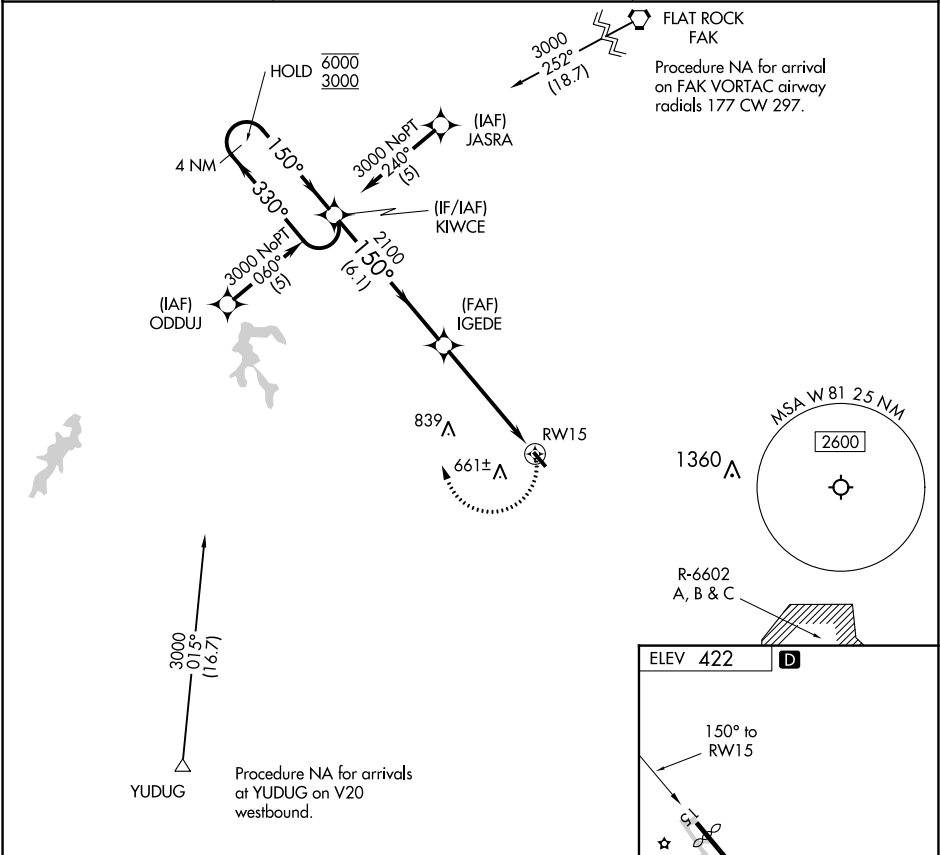 FLAT ROCK
FAK
3000
252°
(18.7)
Procedure NA for arrival
on FAK VORTAC airway
radials 177 CW 297.
HOLD
6000
3000
4 NM
150°
330°
(IAF)
JASRA
3000 NoPT
240°
(5)
(IF/IAF)
KIWCE
3000 NoPT
060°
(5)
(IAF)
ODDUJ
2100
150°
(6.1)
(FAF)
IGEDE
839
661±
RW15
MSA W 81 25 NM
2600
1360
R-6602
A, B & C
3000
015°
(16.7)
YUDUG
Procedure NA for arrivals
at YUDUG on V20
westbound.
ELEV 422
D
150° to
RW15
15